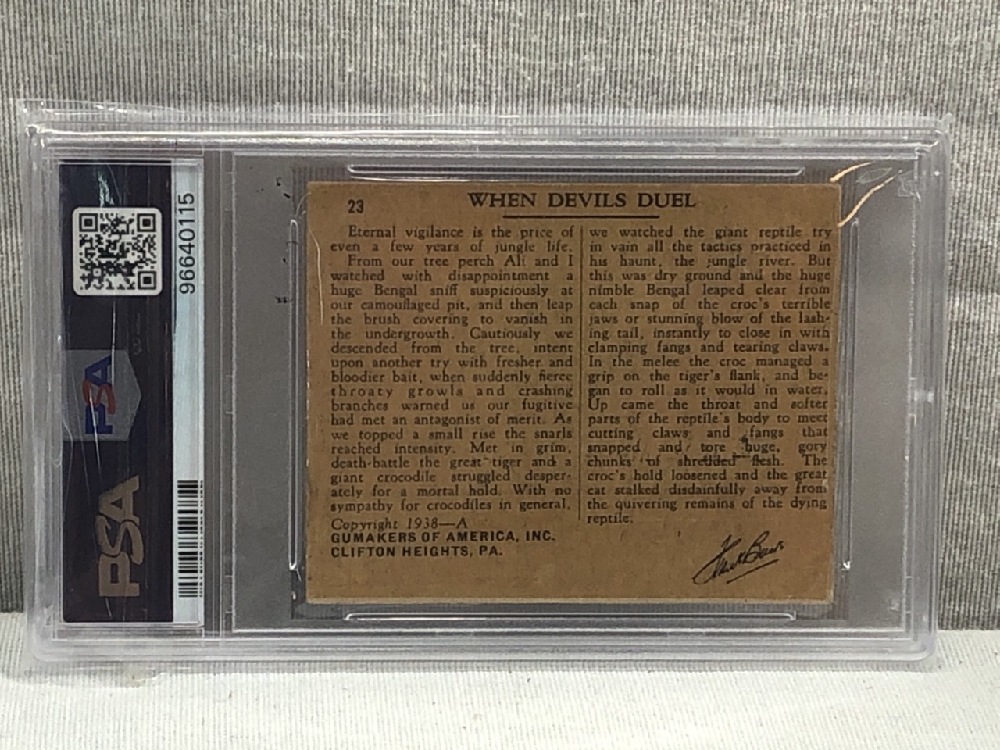 96640115
PSA
PSA
23
WHEN DEVILS DUEL
Eternal vigilance is the price of
even a few years of jungle life.
From our tree perch Ali and I
watched with disappointment a
huge Bengal sniff suspiciously at
our camouflaged pit, and then leap
the brush covering to vanish in
the undergrowth. Cautiously we
descended from the tree, intent
upon another try with fresher and
bloodier bait, when suddenly fierce
throaty growls and crashing
branches warned us our fugitive
had met an antagonist of merit. As
we topped a small rise the snarls
reached intensity. Met in grim,
death-battle the great tiger and a
giant crocodile struggled desper-
ately for a mortal hold. With no
sympathy for crocodiles in general,
we watched the giant reptile try
in vain all the tactics practiced in
his haunt, the jungle river. But
this was dry ground and the huge
nimble Bengal leaped clear from
each snap of the croc's terrible
jaws or stunning blow of the lash-
ing tail, instantly to close in with
clamping fangs and tearing claws.
In the melee the croc managed a
grip on the tiger's flank, and be-
gan to roll as it would in water.
Up came the throat and softer
parts of the reptile's body to meet
cutting claws and fangs that
snapped and tore huge, gory
chunks of shredded flesh. The
croc's hold loosened and the great
cat stalked disdainfully away from
the quivering remains of the dying
reptile.
Copyright 1938—A
GUMAKERS OF AMERICA, INC.
CLIFTON HEIGHTS, PA.